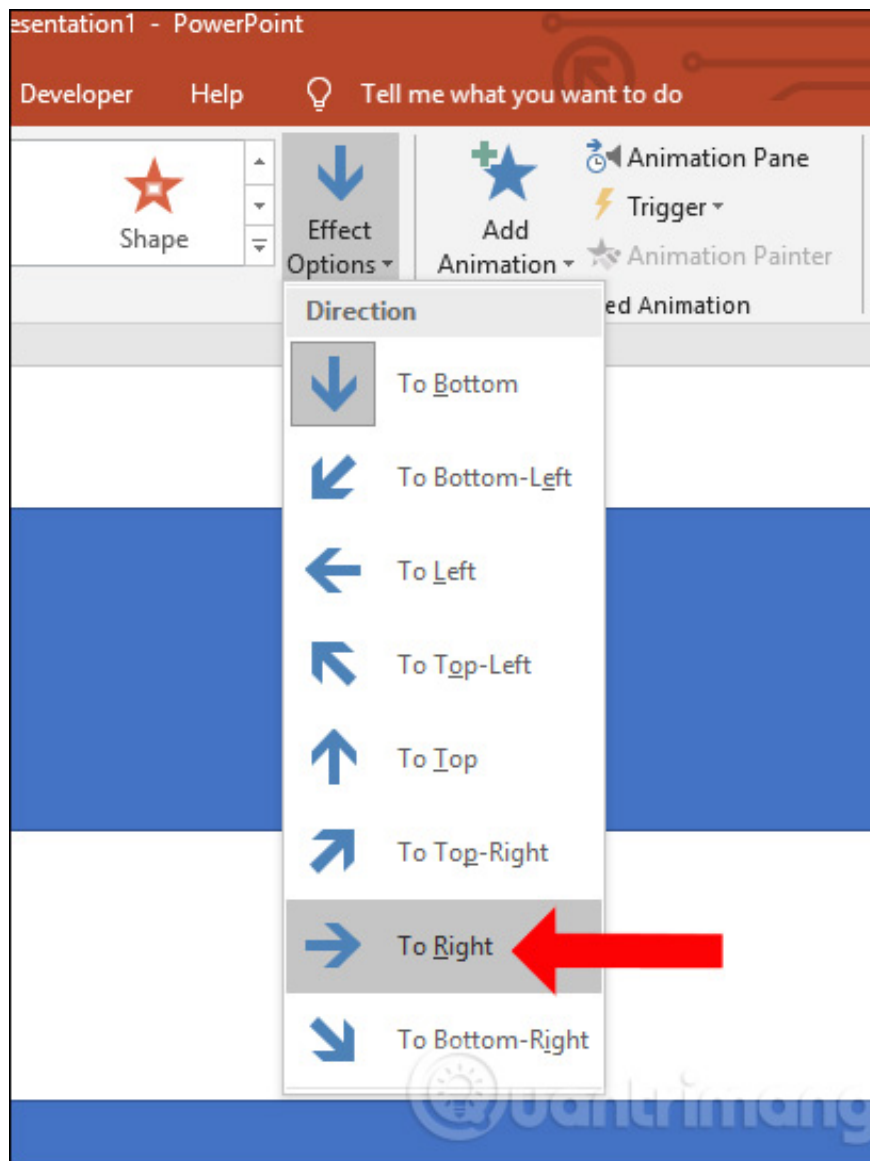 esentation1 - PowerPoint
Developer Help Tell me what you want to do
Shape
Effect
Options
Add
Animation
Animation Pane
Trigger
Animation Painter
ed Animation
Direction
To Bottom
To Bottom-Left
To Left
To Top-Left
To Top
To Top-Right
To Right
To Bottom-Right
Quantrimang